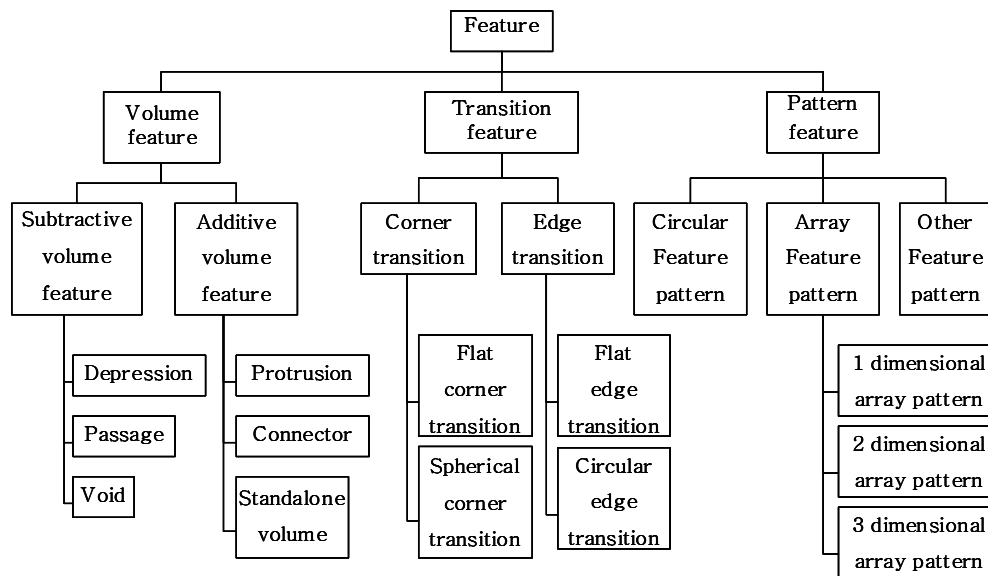 Feature
Volume
feature
Transition
feature
Pattern
feature
Subtractive
volume
feature
Additive
volume
feature
Corner
transition
Edge
transition
Circular
Feature
pattern
Array
Feature
pattern
Other
Feature
pattern
Depression
Passage
Void
Protrusion
Connector
Standalone
volume
Flat
corner
transition
Spherical
corner
transition
Flat
edge
transition
Circular
edge
transition
1 dimensional
array pattern
2 dimensional
array pattern
3 dimensional
array pattern